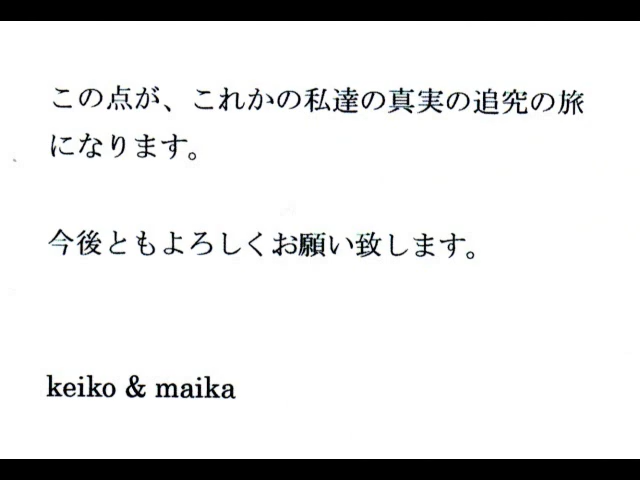 この点が、これかの私達の真実の追究の旅
になります。
今後ともよろしくお願い致します。
keiko & maika